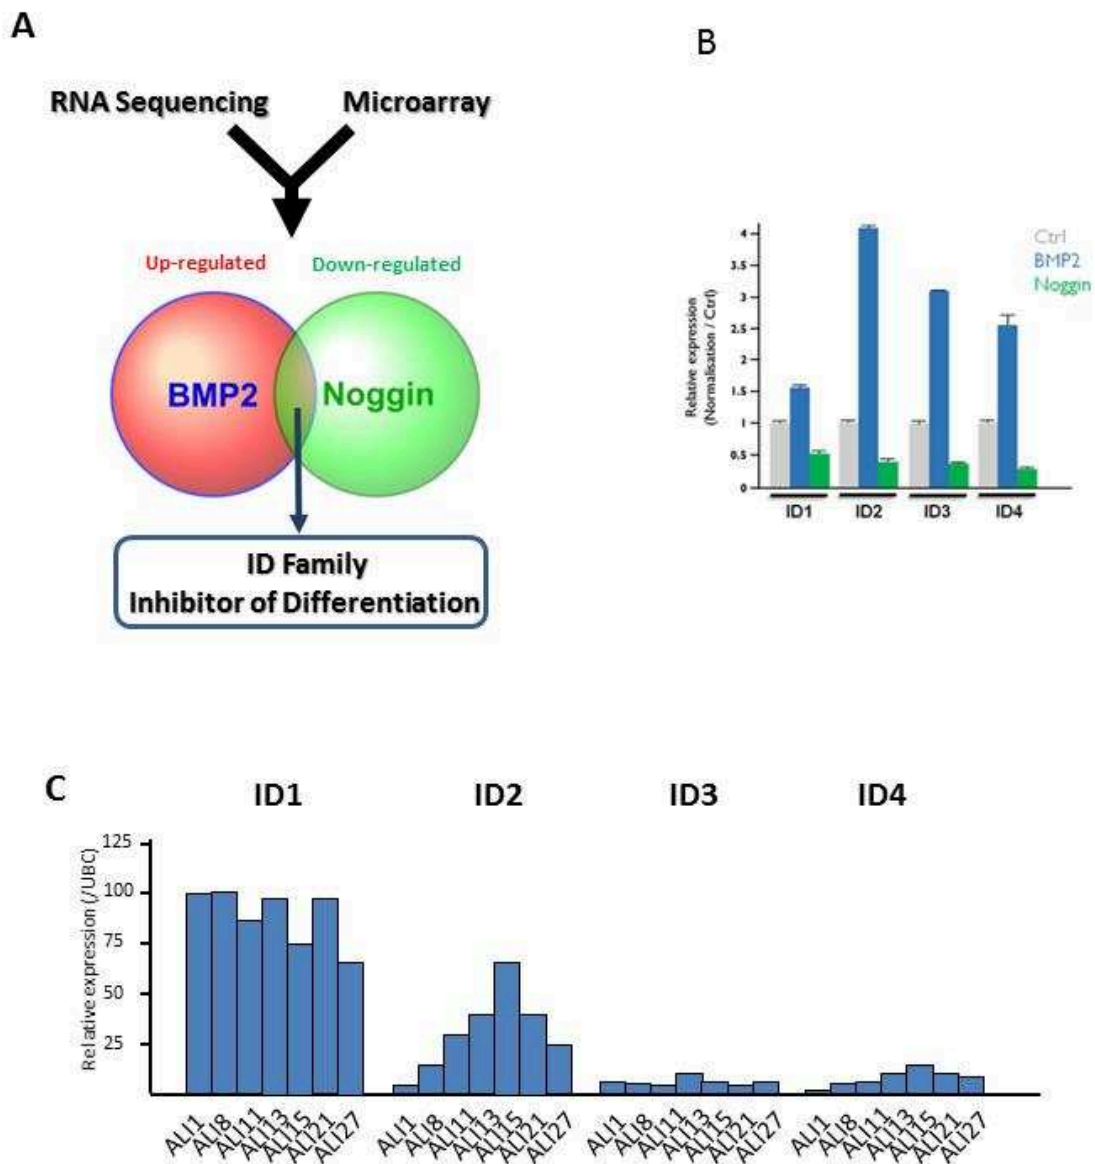 A
RNA Sequencing
Microarray
Up-regulated
Down-regulated
BMP2
Noggin
ID Family
Inhibitor of Differentiation
B
Relative expression
(Normalisation / Ctrl)
4
3.5
3
2.5
2
1.5
1
0.5
0
Ctrl
BMP2
Noggin
ID1
ID2
ID3
ID4
C
ID1
ID2
ID3
ID4
Relative expression (/UBC)
125
100
75
50
25
ALI1
ALI8
ALI11
ALI13
ALI15
ALI21
ALI27
ALI1
ALI8
ALI11
ALI13
ALI15
ALI21
ALI27
ALI1
ALI8
ALI11
ALI13
ALI15
ALI21
ALI27
ALI1
ALI8
ALI11
ALI13
ALI15
ALI21
ALI27